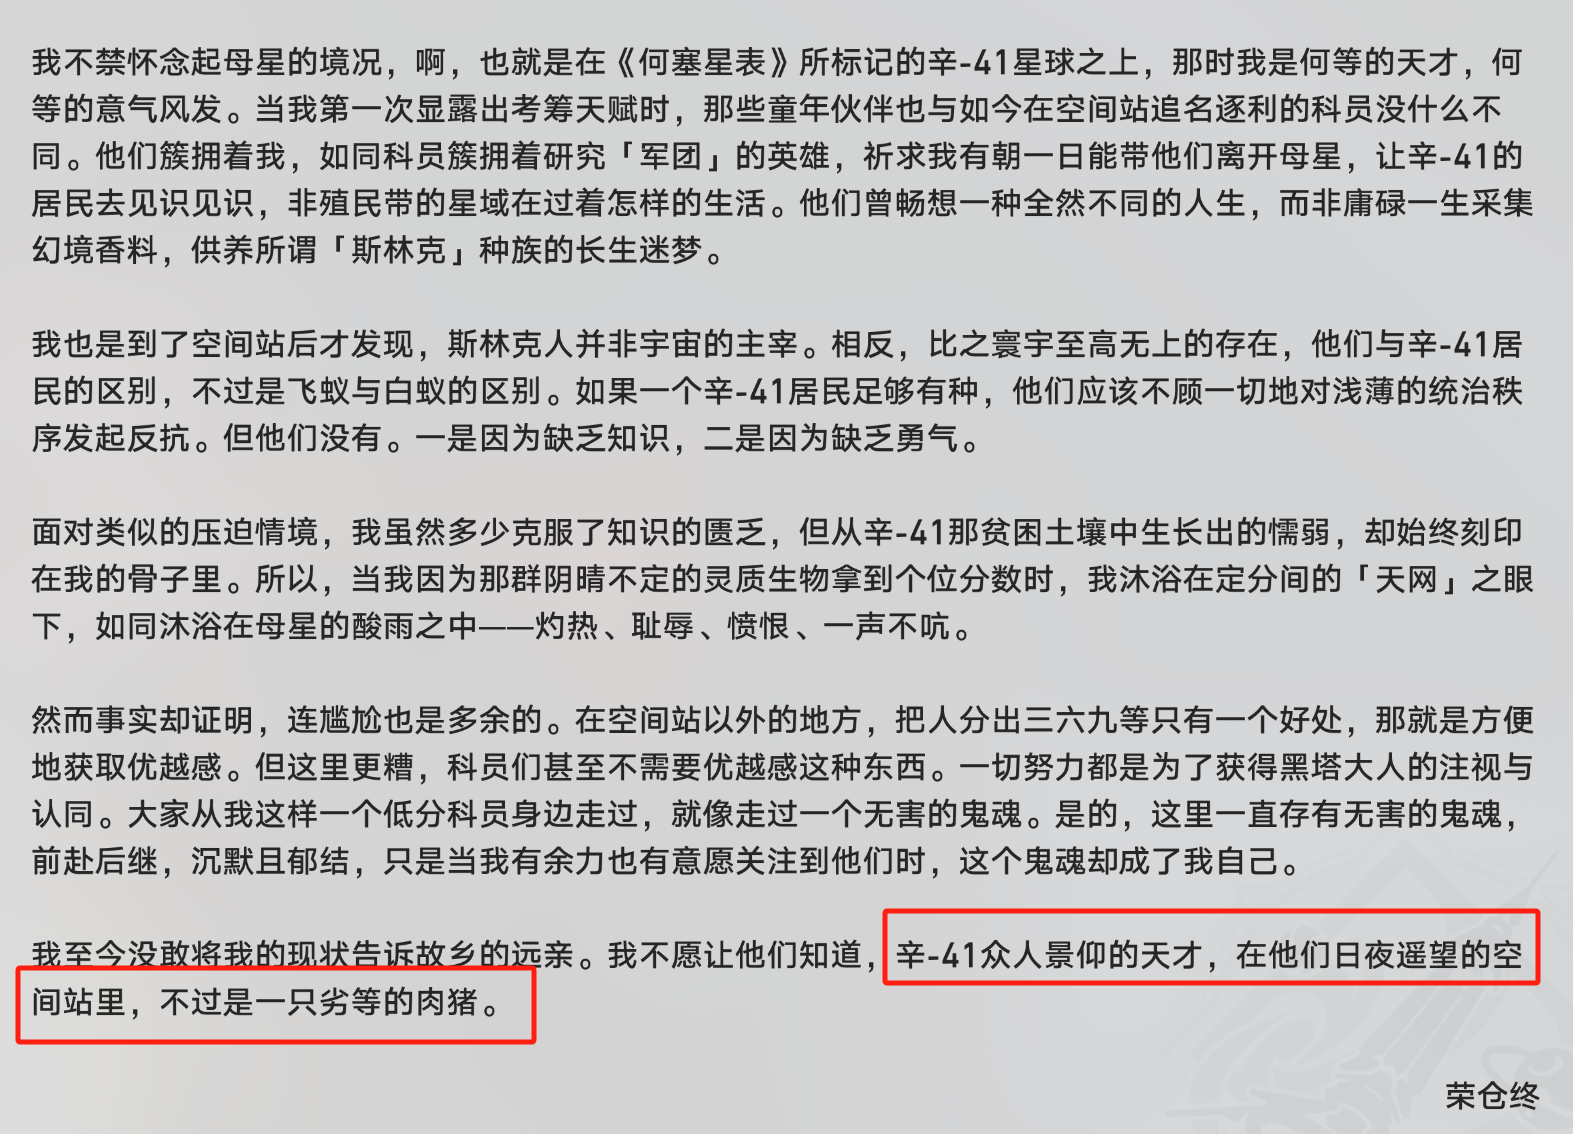 我不禁怀念起母星的境况，啊，也就是在《何塞星表》所标记的辛-41星球之上，那时我是何等的天才，何
等的意气风发。当我第一次显露出考筹天赋时，那些童年伙伴也与如今在空间站追名逐利的科员没什么不
同。他们簇拥着我，如同科员簇拥着研究「军团」的英雄，祈求我有朝一日能带他们离开母星，让辛-41的
居民去见识见识，非殖民带的星域在过着怎样的生活。他们曾畅想一种全然不同的人生，而非庸碌一生采集
幻境香料，供养所谓「斯林克」种族的长生迷梦。
我也是到了空间站后才发现，斯林克人并非宇宙的主宰。相反，比之寰宇至高无上的存在，他们与辛-41居
民的区别，不过是飞蚁与白蚁的区别。如果一个辛-41居民足够有种，他们应该不顾一切地对浅薄的统治秩
序发起反抗。但他们没有。一是因为缺乏知识，二是因为缺乏勇气。
面对类似的压迫情境，我虽然多少克服了知识的匮乏，但从辛-41那贫困土壤中生长出的懦弱，却始终刻印
在我的骨子里。所以，当我因为那群阴晴不定的灵质生物拿到个位分数时，我沐浴在定分间的「天网」之眼
下，如同沐浴在母星的酸雨之中——灼热、耻辱、愤恨、一声不吭。
然而事实却证明，连尴尬也是多余的。在空间站以外的地方，把人分出三六九等只有一个好处，那就是方便
地获取优越感。但这里更糟，科员们甚至不需要优越感这种东西。一切努力都是为了获得黑塔大人的注视与
认同。大家从我这样一个低分科员身边走过，就像走过一个无害的鬼魂。是的，这里一直存有无害的鬼魂，
前赴后继，沉默且郁结，只是当我有余力也有意愿关注到他们时，这个鬼魂却成了我自己。
我至今没敢将我的现状告诉故乡的远亲。我不愿让他们知道，辛-41众人景仰的天才，在他们日夜遥望的空
间站里，不过是一只劣等的肉猪。
荣仓终